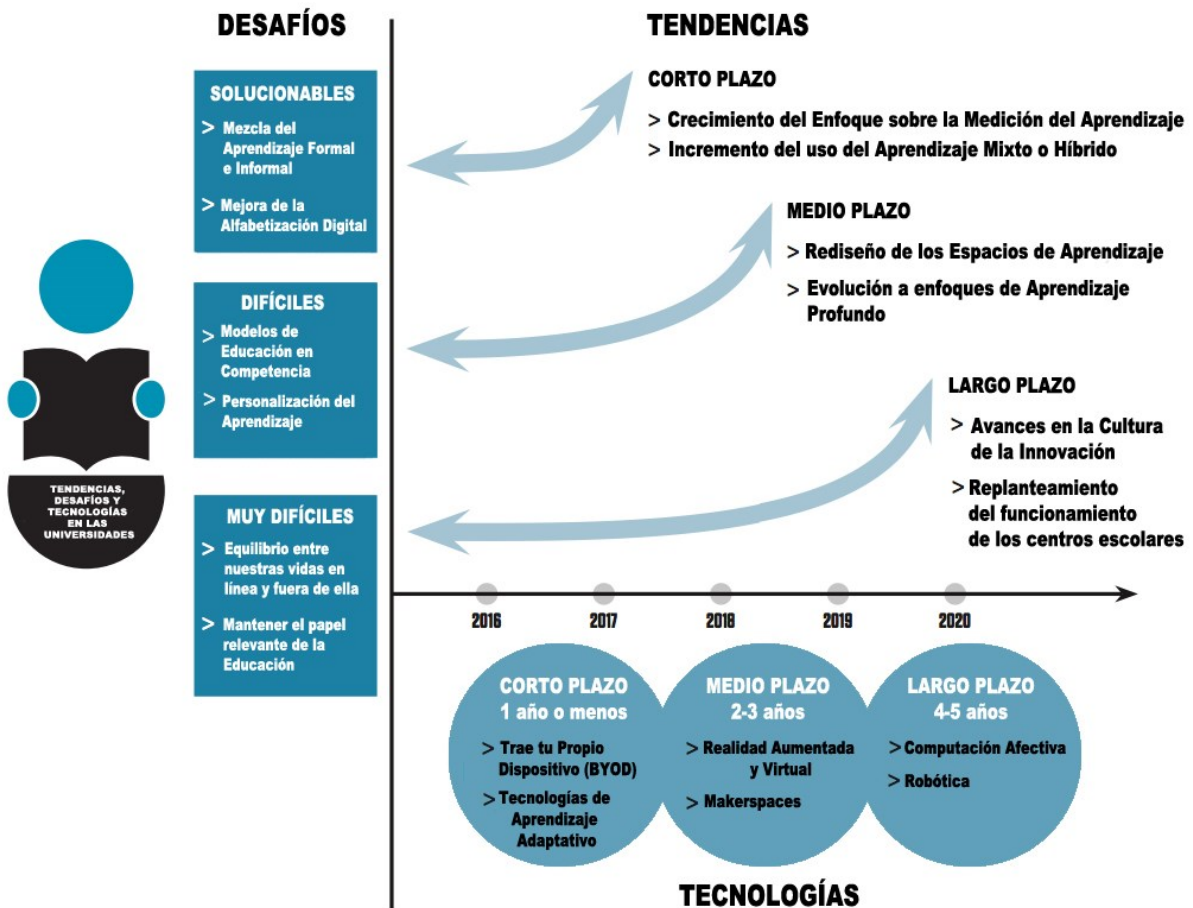 DESAFÍOS
SOLUCIONABLES
> Mezcla del
Aprendizaje Formal
e Informal
> Mejora de la
Alfabetización Digital
DIFÍCILES
> Modelos de
Educación en
Competencia
> Personalización del
Aprendizaje
MUY DIFÍCILES
> Equilibrio entre
nuestras vidas en
línea y fuera de ella
> Mantener el papel
relevante de la
Educación
TENDENCIAS,
DESAFÍOS Y
TECNOLOGÍAS
EN LAS
UNIVERSIDADES
TENDENCIAS
CORTO PLAZO
> Crecimiento del Enfoque sobre la Medición del Aprendizaje
> Incremento del uso del Aprendizaje Mixto o Híbrido
MEDIO PLAZO
> Rediseño de los Espacios de Aprendizaje
> Evolución a enfoques de Aprendizaje
Profundo
LARGO PLAZO
> Avances en la Cultura
de la Innovación
> Replanteamiento
del funcionamiento
de los centros escolares
2016 2017 2018 2019 2020
CORTO PLAZO
1 año o menos
> Trae tu Propio
Dispositivo (BYOD)
> Tecnologías de
Aprendizaje
Adaptativo
MEDIO PLAZO
2-3 años
> Realidad Aumentada
y Virtual
> Makerspaces
LARGO PLAZO
4-5 años
> Computación Afectiva
> Robótica
TECNOLOGÍAS